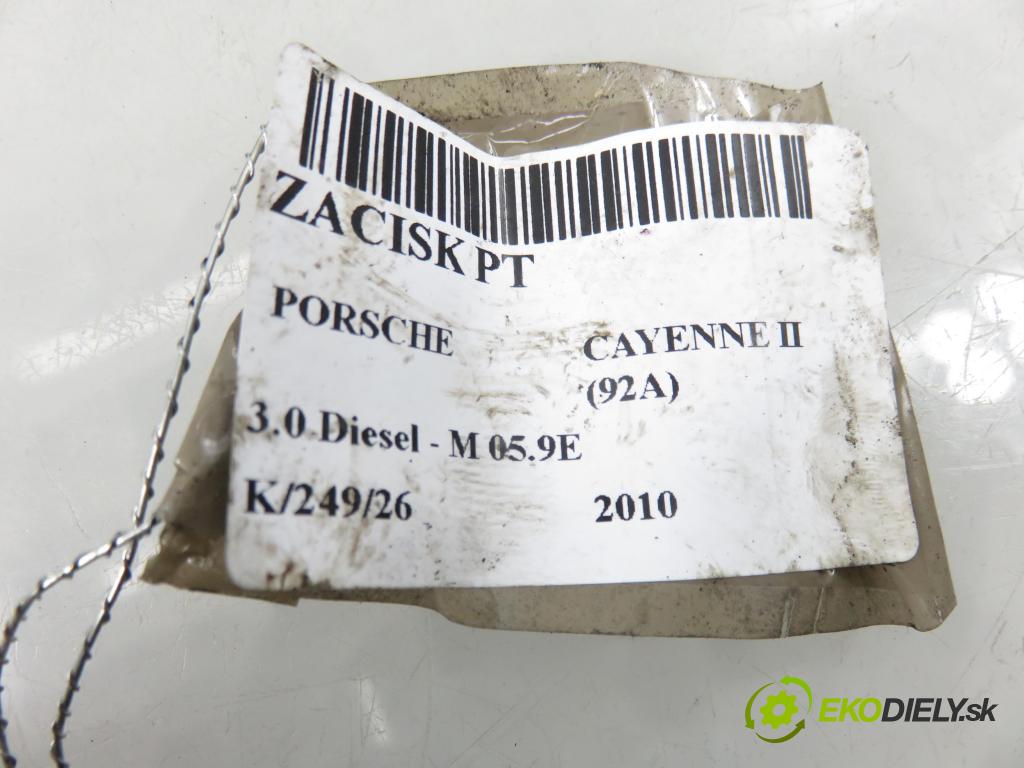 ZACISK PT
PORSCHE CAYENNE II
(92A)
3.0 Diesel - M 05.9E
K/249/26 2010
EKODIELY.sk